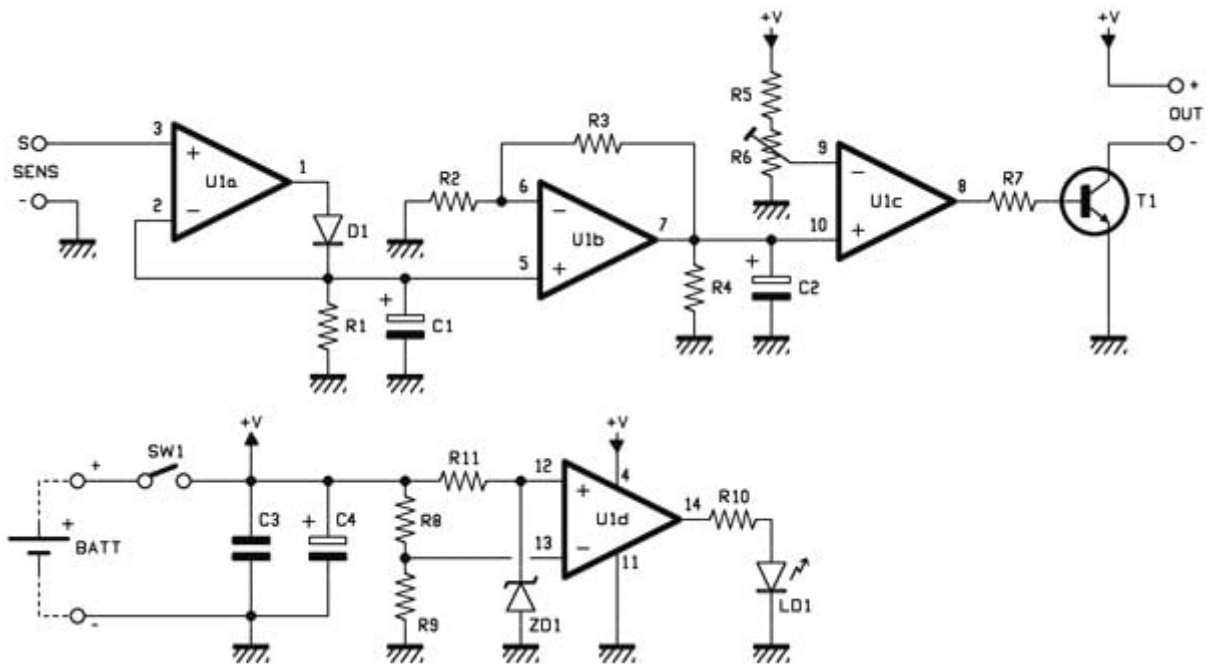 +V
+V
R5
+
OUT
-
R3
S
3
+
R6
9
-
SENS
1
R2
6
-
8
R7
U1a
U1c
T1
-
2
-
D1
U1b
7
10
+
5
+
+
R4
+
C2
R1
C1
+V
+V
SW1
R11
12
4
+
+
14
R10
C3
+
C4
R8
U1d
+
BATT
13
-
11
LD1
-
R9
ZD1